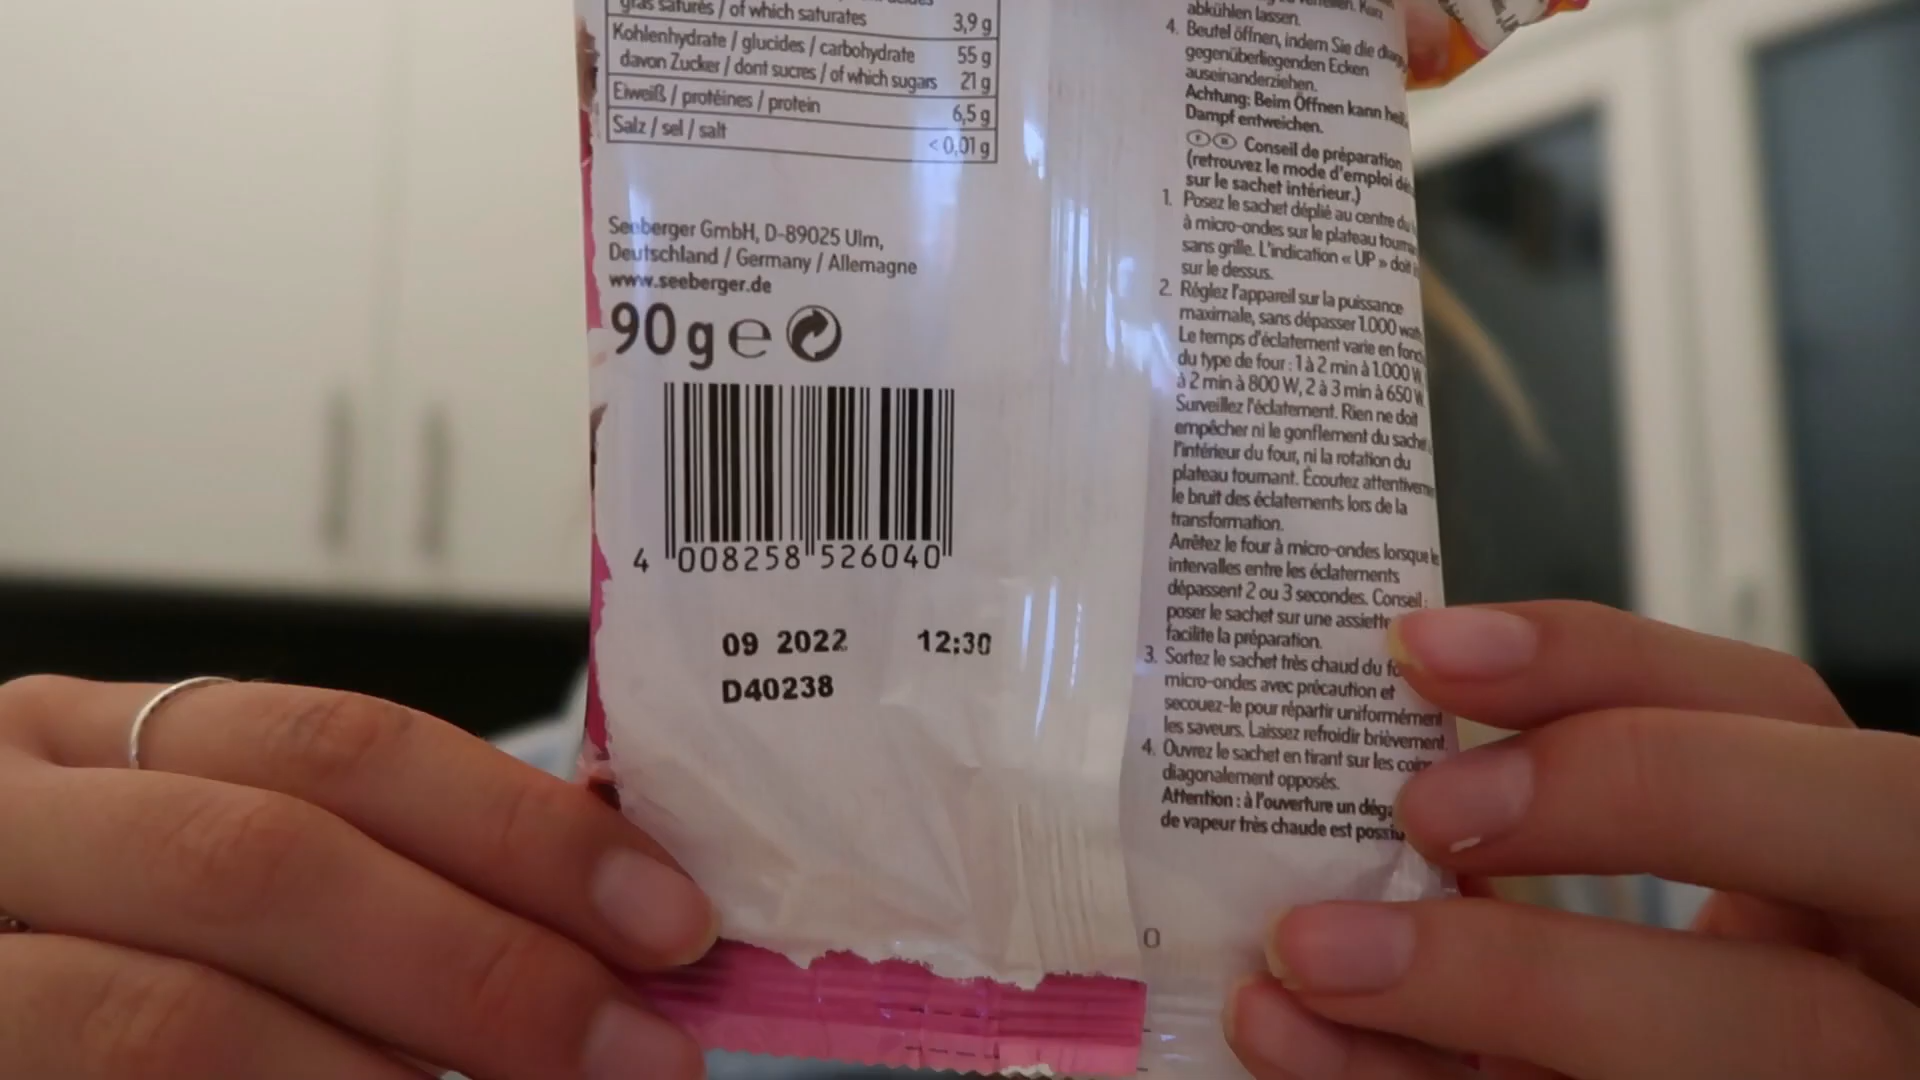 gras saturés / of which saturates 3,9 g
Kohlenhydrate / glucides / carbohydrate 55 g
davon Zucker / dont sucres / of which sugars 21 g
Eiweiß / protéines / protein 6,5 g
Salz / sel / salt <0,01 g
Seeberger GmbH, D-89025 Ulm,
Deutschland / Germany / Allemagne
www.seeberger.de
90 g e
4 008258 526040
09 2022 12:30
D40238
abkühlen lassen.
4. Beutel öffnen, indem Sie die
gegenüberliegenden Ecken
auseinanderziehen.
Achtung: Beim Öffnen kann
Dampf entweichen.
Conseil de préparation
(retrouvez le mode d'emploi
sur le sachet intérieur.)
1. Posez le sachet déplié au centre du
à micro-ondes sur le plateau
sans grille. L'indication « UP » doit
sur le dessus.
2. Réglez l'appareil sur la puissance
maximale, sans dépasser 1.000
Le temps d'éclatement varie en
du type de four : 1 à 2 min à 1.000 W
à 2 min à 800 W, 2 à 3 min à 650 W
Surveillez l'éclatement. Rien ne doit
empêcher ni le gonflement du
l'intérieur du four, ni la rotation du
plateau tournant. Écoutez
le bruit des éclatements lors de la
transformation.
Arrêtez le four à micro-ondes lorsque
intervalles entre les éclatements
dépassent 2 ou 3 secondes. Conseil :
poser le sachet sur une assiette
facilite la préparation.
3. Sortez le sachet très chaud du
micro-ondes avec précaution et
secouez-le pour répartir uniformément
les saveurs. Laissez refroidir brièvement.
4. Ouvrez le sachet en tirant sur les
diagonalement opposés.
Attention : à l'ouverture un
de vapeur très chaude est
0